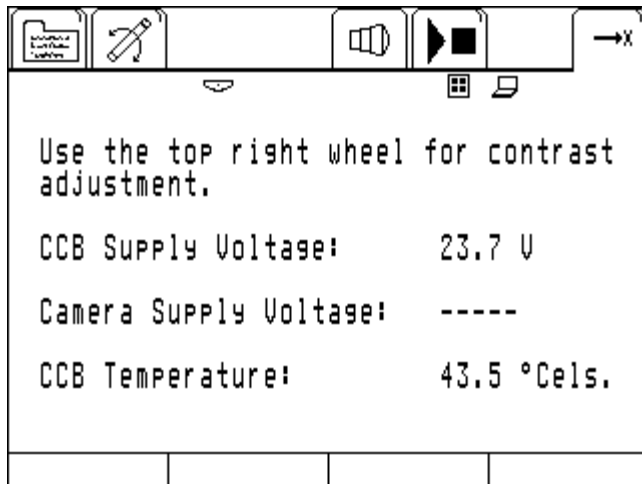 →X
Use the top right wheel for contrast
adjustment.
CCB Supply Voltage: 23.7 V
Camera Supply Voltage: -----
CCB Temperature: 43.5 °Cels.